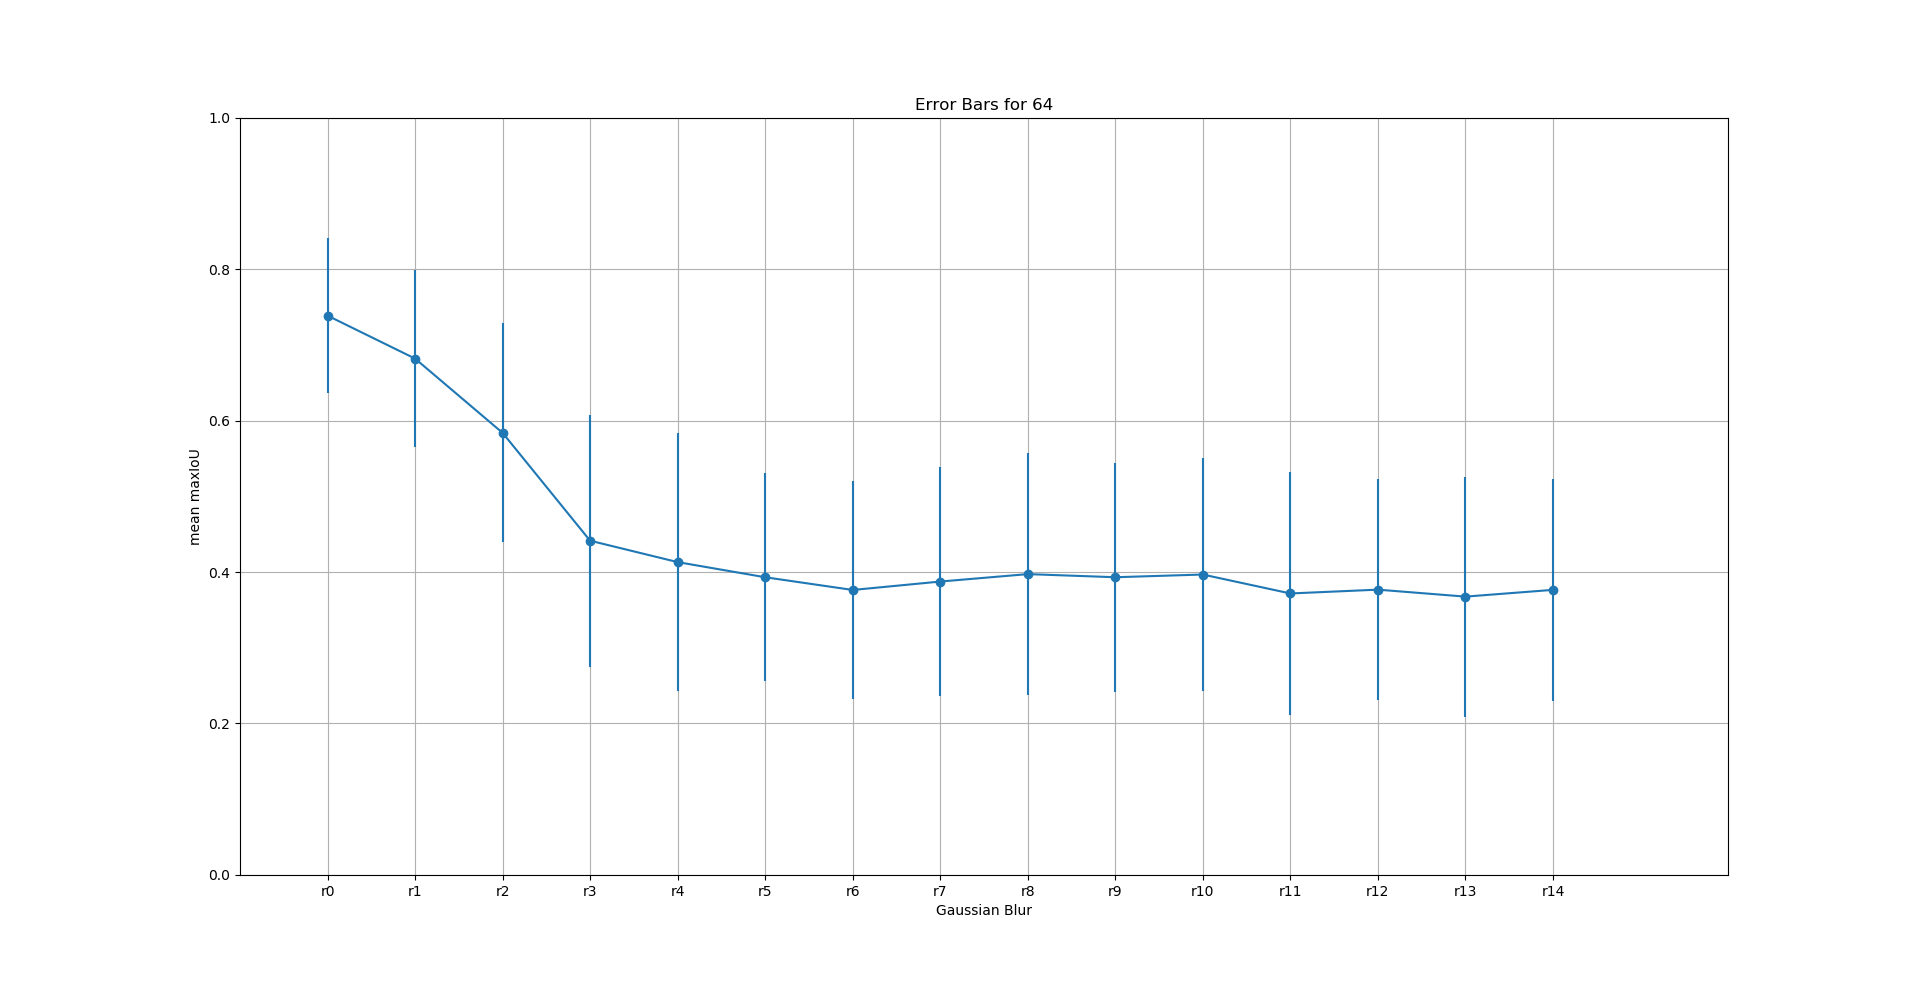 Error Bars for 64
1.0
0.8
0.6
0.4
0.2
0.0
mean maxIoU
r0 r1 r2 r3 r4 r5 r6 r7 r8 r9 r10 r11 r12 r13 r14
Gaussian Blur